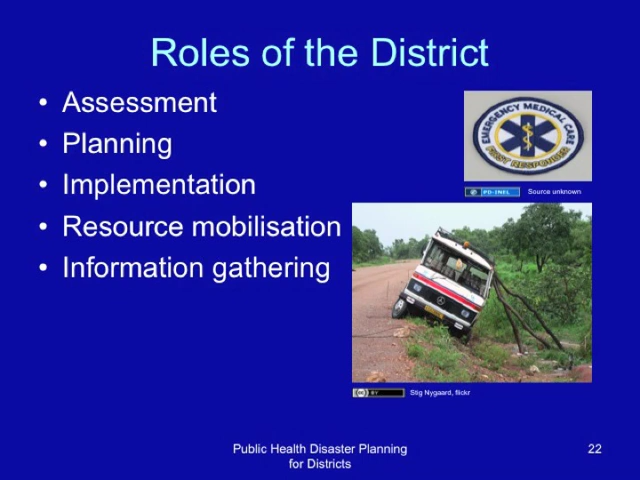 Roles of the District
• Assessment
• Planning
• Implementation
• Resource mobilisation
• Information gathering
EMERGENCY MEDICAL CARE
FIRST RESPONDER
PD-INEL
Source unknown
cc BY
Stig Nygaard, flickr
Public Health Disaster Planning
for Districts
22